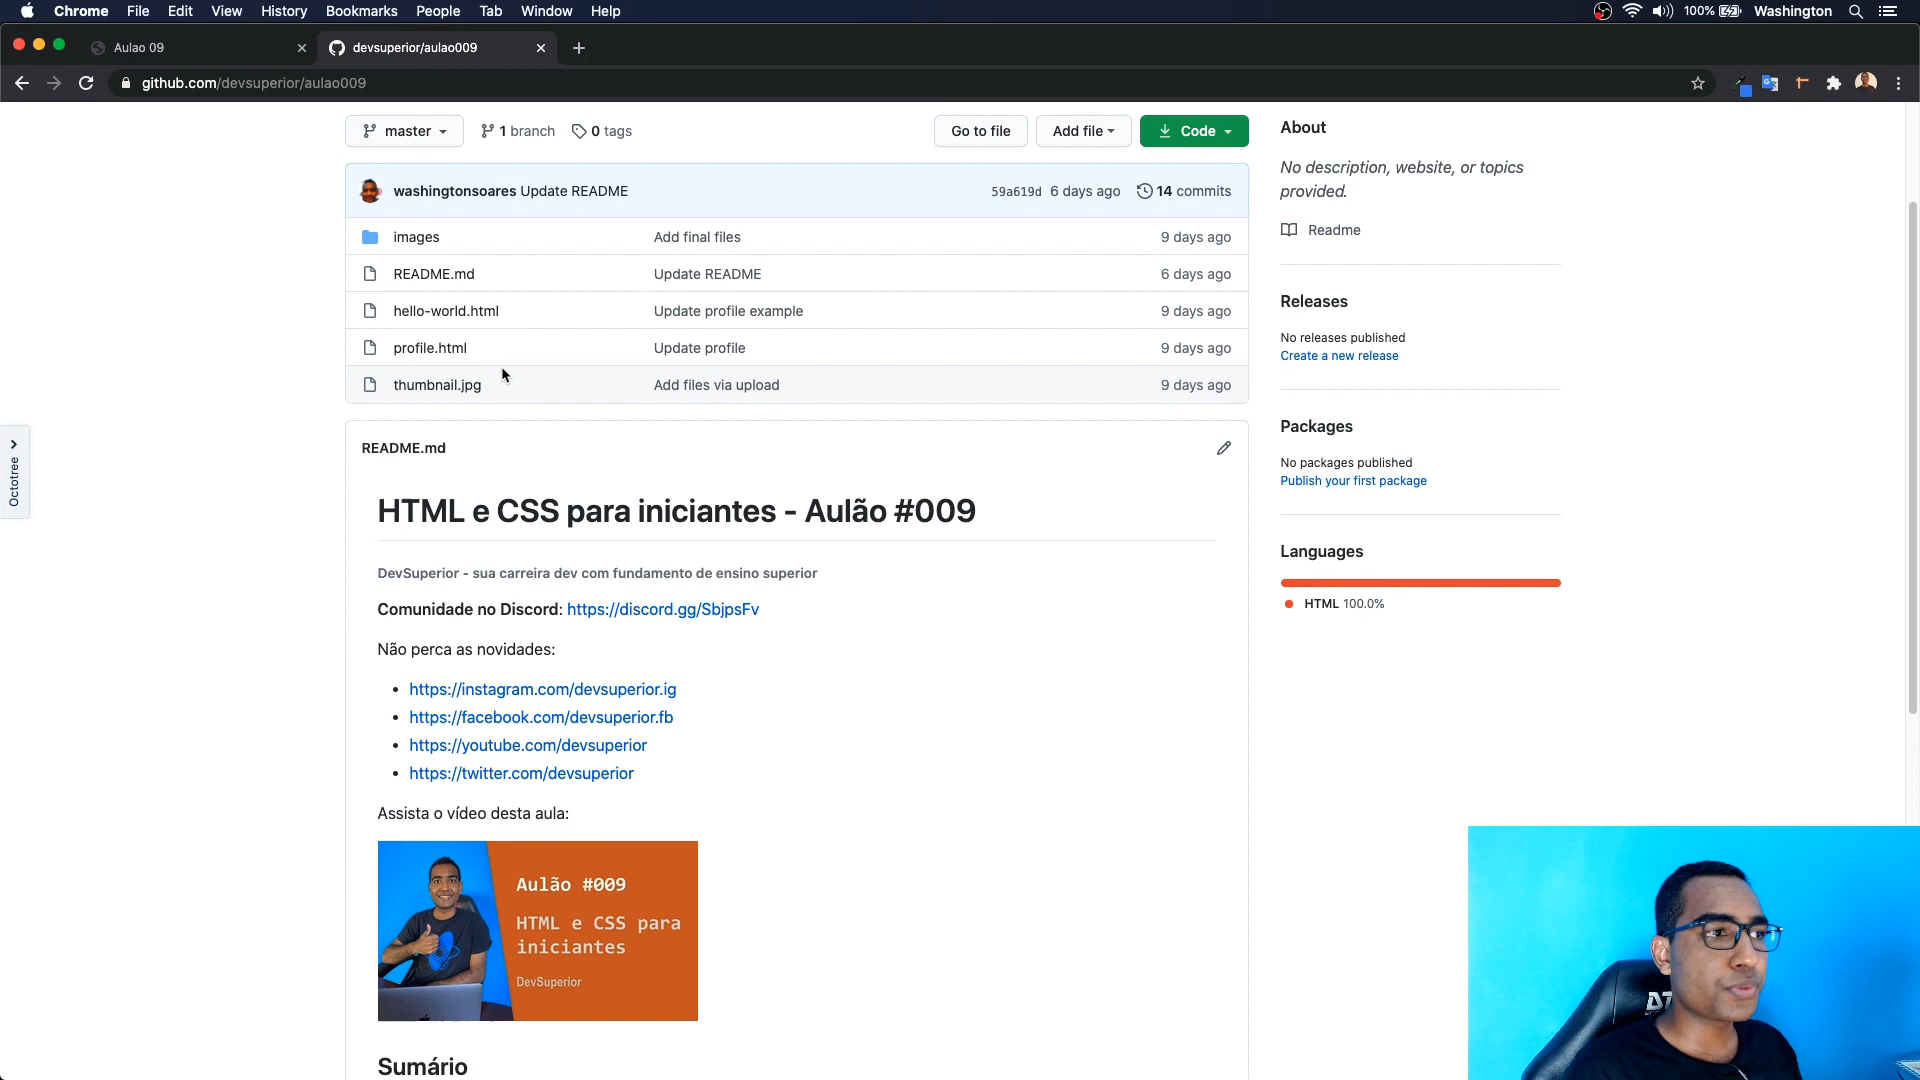 Chrome File Edit View History Bookmarks People Tab Window Help 100% Washington
Aulao 09 devsuperior/aulao009
github.com/devsuperior/aulao009
master 1 branch 0 tags Go to file Add file Code
washingtonsoares Update README 59a619d 6 days ago 14 commits
images Add final files 9 days ago
README.md Update README 6 days ago
hello-world.html Update profile example 9 days ago
profile.html Update profile 9 days ago
thumbnail.jpg Add files via upload 9 days ago
Octotree
README.md
HTML e CSS para iniciantes - Aulão #009
DevSuperior - sua carreira dev com fundamento de ensino superior
Comunidade no Discord: https://discord.gg/SbjpsFv
Não perca as novidades:
• https://instagram.com/devsuperior.ig
• https://facebook.com/devsuperior.fb
• https://youtube.com/devsuperior
• https://twitter.com/devsuperior
Assista o vídeo desta aula:
Aulão #009
HTML e CSS para
iniciantes
DevSuperior
Sumário
About
No description, website, or topics
provided.
Readme
Releases
No releases published
Create a new release
Packages
No packages published
Publish your first package
Languages
HTML 100.0%